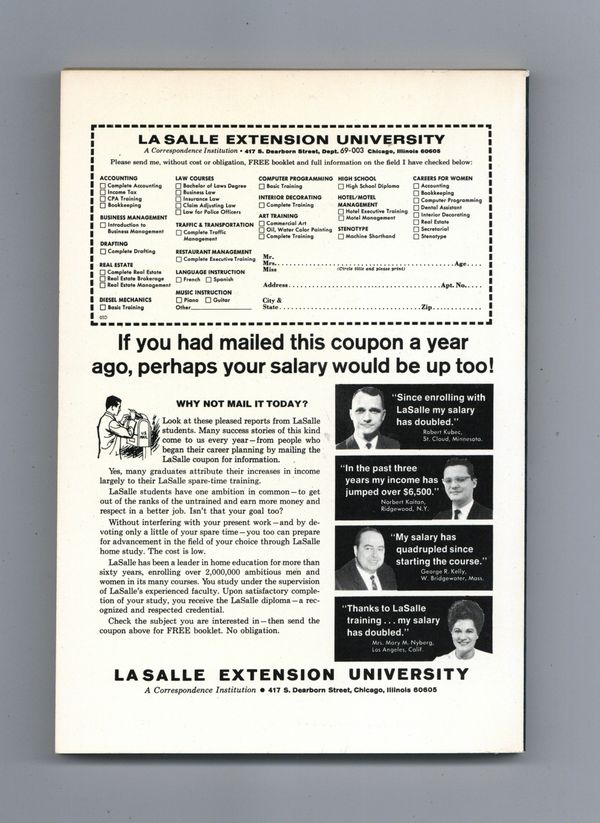 LA SALLE EXTENSION UNIVERSITY
A Correspondence Institution • 417 S. Dearborn Street, Dept. 69-003 Chicago, Illinois 60605
Please send me, without cost or obligation, FREE booklet and full information on the field I have checked below:
ACCOUNTING
Complete Accounting
Income Tax
CPA Training
Bookkeeping
BUSINESS MANAGEMENT
Introduction to
Business Management
DRAFTING
Complete Drafting
REAL ESTATE
Complete Real Estate
Real Estate Brokerage
Real Estate Management
DIESEL MECHANICS
Basic Training
LAW COURSES
Bachelor of Laws Degree
Business Law
Insurance Law
Claim Adjusting Law
Law for Police Officers
TRAFFIC & TRANSPORTATION
Complete Traffic
Management
RESTAURANT MANAGEMENT
Complete Executive Training
LANGUAGE INSTRUCTION
French Spanish
MUSIC INSTRUCTION
Piano Guitar
Other
COMPUTER PROGRAMMING
Basic Training
INTERIOR DECORATING
Complete Training
ART TRAINING
Commercial Art
Oil, Water Color Painting
Complete Training
HIGH SCHOOL
High School Diploma
HOTEL/MOTEL
MANAGEMENT
Hotel Executive Training
Motel Management
STENOTYPE
Machine Shorthand
CAREERS FOR WOMEN
Accounting
Bookkeeping
Computer Programming
Dental Assistant
Interior Decorating
Real Estate
Secretarial
Stenotype
Mr.
Mrs. Age
Miss (Circle title and please print)
Address Apt. No.
City &
State Zip
If you had mailed this coupon a year
ago, perhaps your salary would be up too!
WHY NOT MAIL IT TODAY?
Look at these pleased reports from LaSalle
students. Many success stories of this kind
come to us every year—from people who
began their career planning by mailing the
LaSalle coupon for information.
Yes, many graduates attribute their increases in income
largely to their LaSalle spare-time training.
LaSalle students have one ambition in common—to get
out of the ranks of the untrained and earn more money and
respect in a better job. Isn't that your goal too?
Without interfering with your present work—and by de-
voting only a little of your spare time—you too can prepare
for advancement in the field of your choice through LaSalle
home study. The cost is low.
LaSalle has been a leader in home education for more than
sixty years, enrolling over 2,000,000 ambitious men and
women in its many courses. You study under the supervision
of LaSalle's experienced faculty. Upon satisfactory comple-
tion of your study, you receive the LaSalle diploma—a rec-
ognized and respected credential.
Check the subject you are interested in—then send the
coupon above for FREE booklet. No obligation.
"Since enrolling with
LaSalle my salary
has doubled."
Robert Kubec,
St. Cloud, Minnesota.
"In the past three
years my income has
jumped over $6,500."
Norbert Kaitan,
Ridgewood, N.Y.
"My salary has
quadrupled since
starting the course."
George R. Kelly,
W. Bridgewater, Mass.
"Thanks to LaSalle
training . . . my salary
has doubled."
Mrs. Mary M. Nyberg,
Los Angeles, Calif.
LA SALLE EXTENSION UNIVERSITY
A Correspondence Institution • 417 S. Dearborn Street, Chicago, Illinois 60605